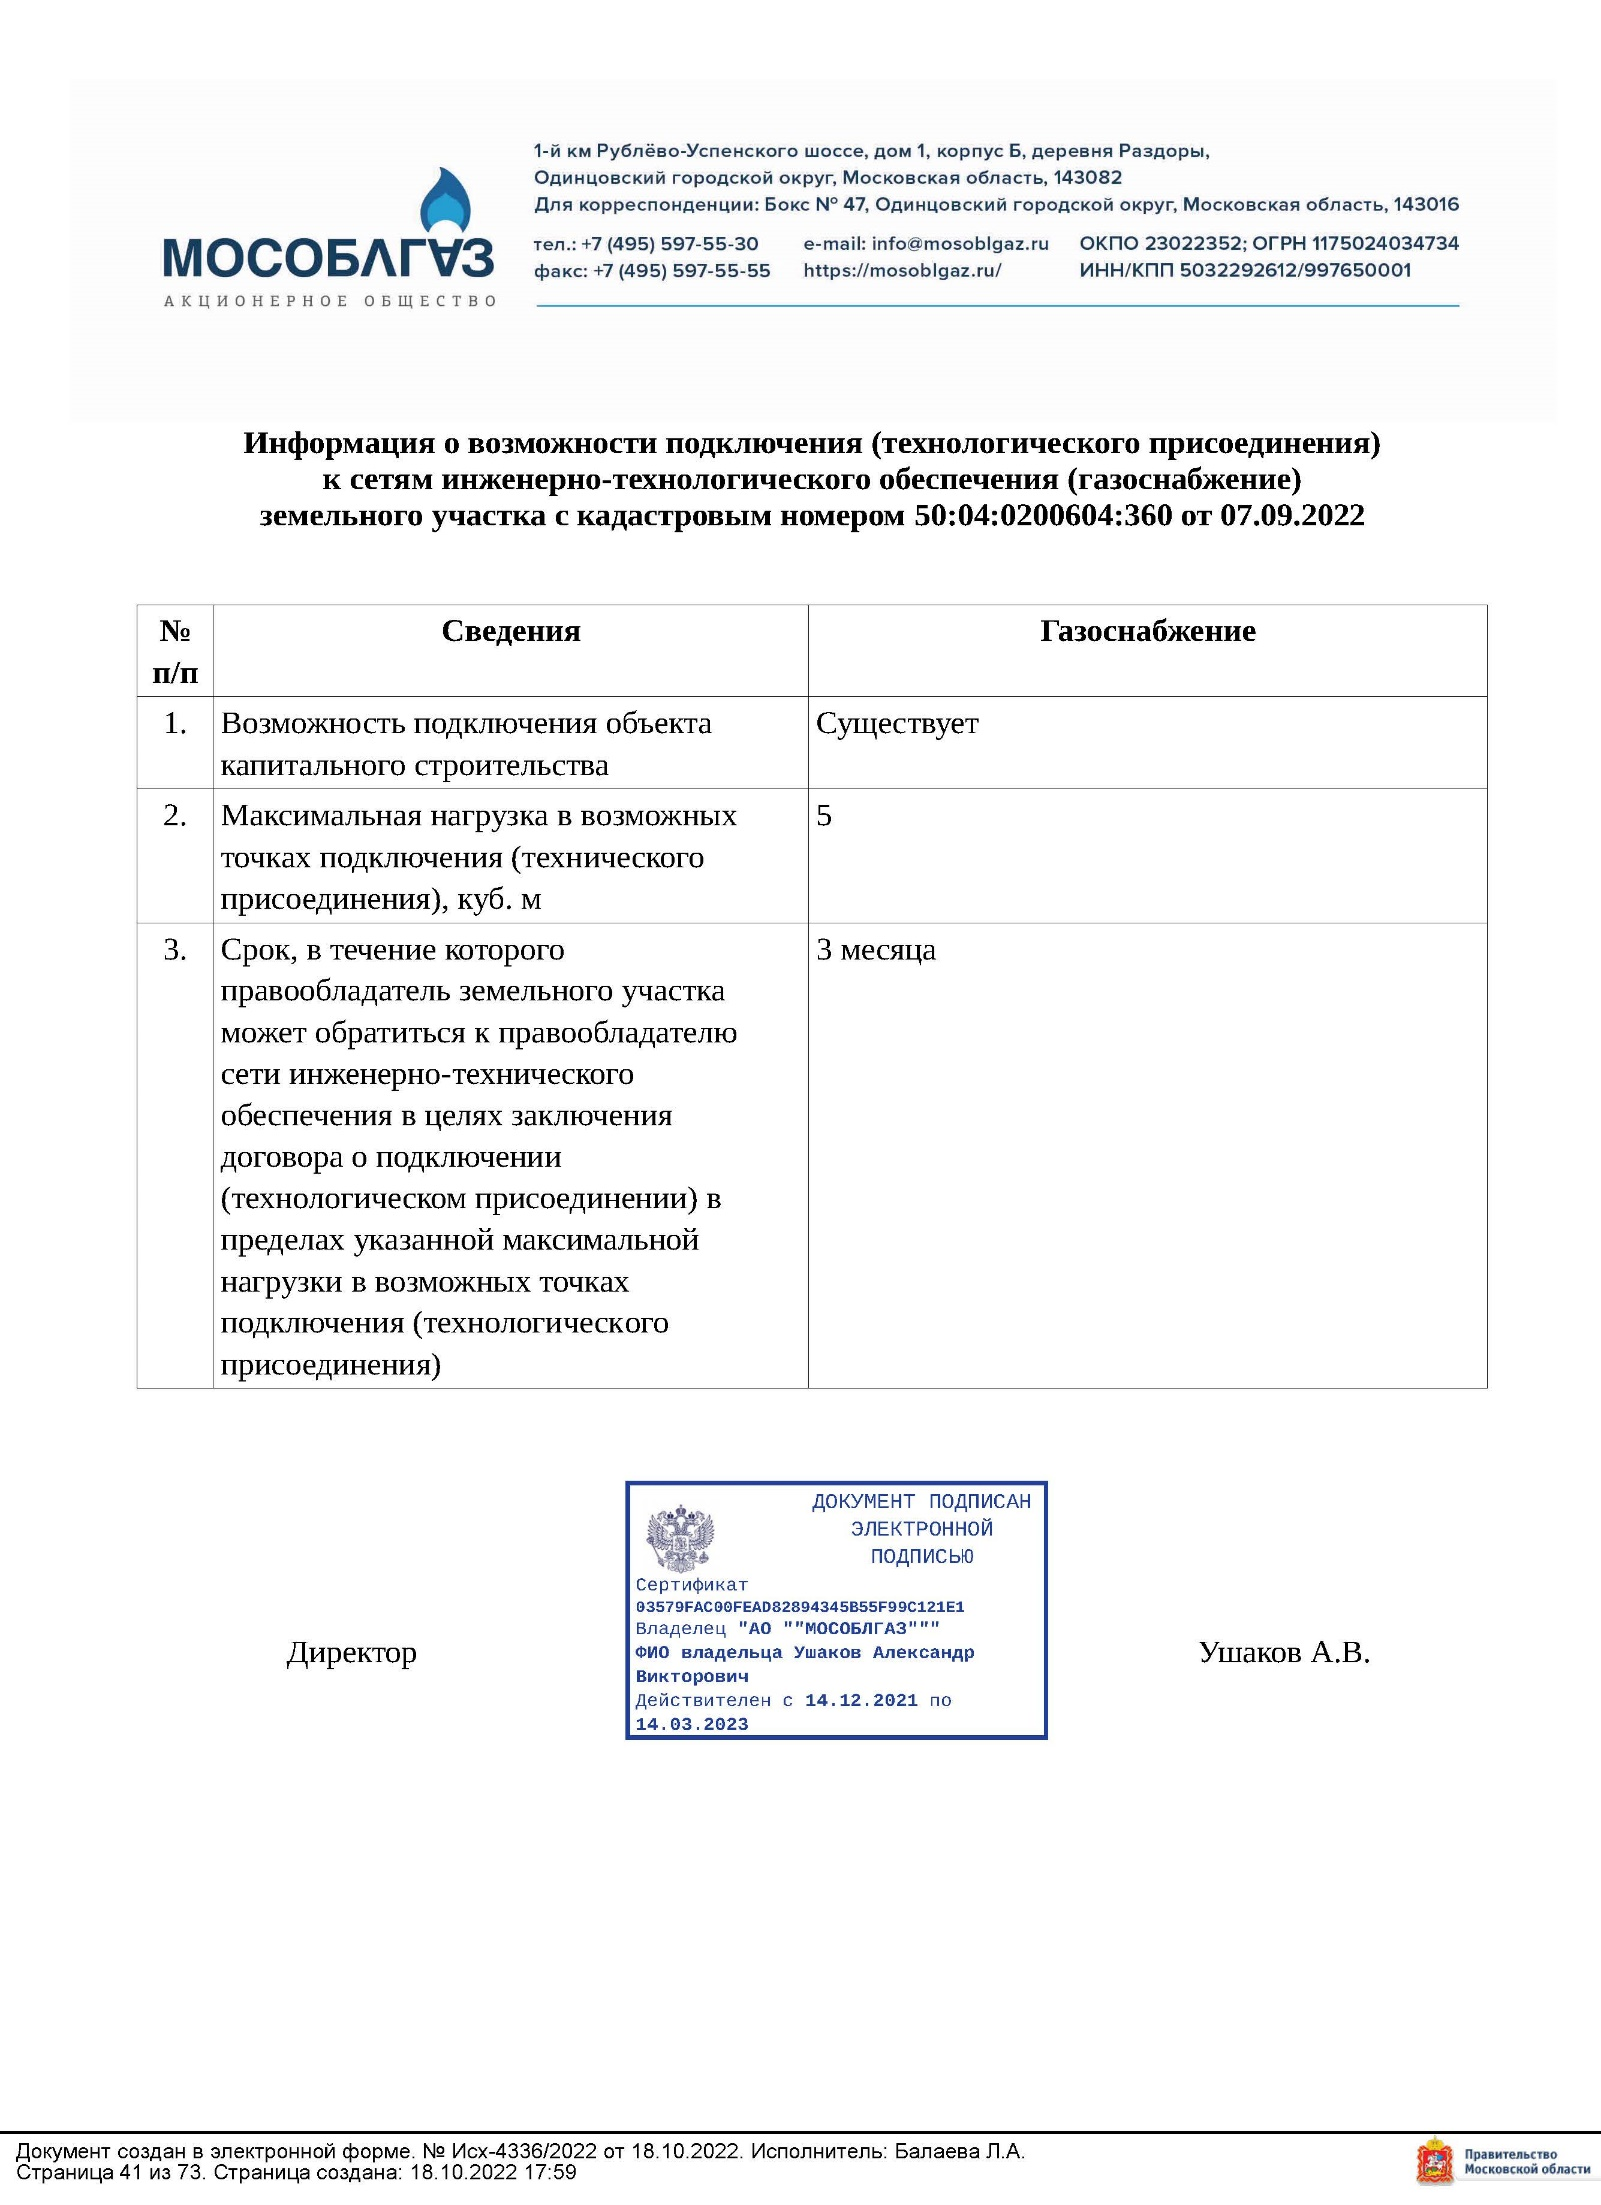 МОСОБЛГАЗ
АКЦИОНЕРНОЕ ОБЩЕСТВО
1-й км Рублёво-Успенского шоссе, дом 1, корпус Б, деревня Раздоры,
Одинцовский городской округ, Московская область, 143082
Для корреспонденции: Бокс № 47, Одинцовский городской округ, Московская область, 143016
тел.: +7 (495) 597-55-30 e-mail: info@mosoblgaz.ru ОКПО 23022352; ОГРН 1175024034734
факс: +7 (495) 597-55-55 https://mosoblgaz.ru/ ИНН/КПП 5032292612/997650001
Информация о возможности подключения (технологического присоединения)
к сетям инженерно-технологического обеспечения (газоснабжение)
земельного участка с кадастровым номером 50:04:0200604:360 от 07.09.2022
№ Сведения Газоснабжение
п/п
1. Возможность подключения объекта Существует
капитального строительства
2. Максимальная нагрузка в возможных 5
точках подключения (технического
присоединения), куб. м
3. Срок, в течение которого 3 месяца
правообладатель земельного участка
может обратиться к правообладателю
сети инженерно-технического
обеспечения в целях заключения
договора о подключении
(технологическом присоединении) в
пределах указанной максимальной
нагрузки в возможных точках
подключения (технологического
присоединения)
ДОКУМЕНТ ПОДПИСАН
ЭЛЕКТРОННОЙ
ПОДПИСЬЮ
Сертификат
03579FAC00FEAD82894345B55F99C121E1
Владелец "АО ""МОСОБЛГАЗ"""
ФИО владельца Ушаков Александр
Викторович
Действителен с 14.12.2021 по
14.03.2023
Директор
Ушаков А.В.
Документ создан в электронной форме. № Исх-4336/2022 от 18.10.2022. Исполнитель: Балаева Л.А.
Страница 41 из 73. Страница создана: 18.10.2022 17:59
Правительство
Московской области